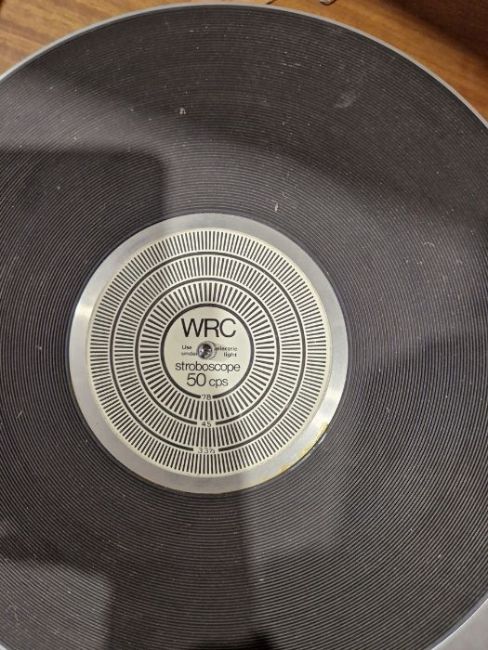 WRC
Use electric
under light
stroboscope
50 cps
78
45
33⅓